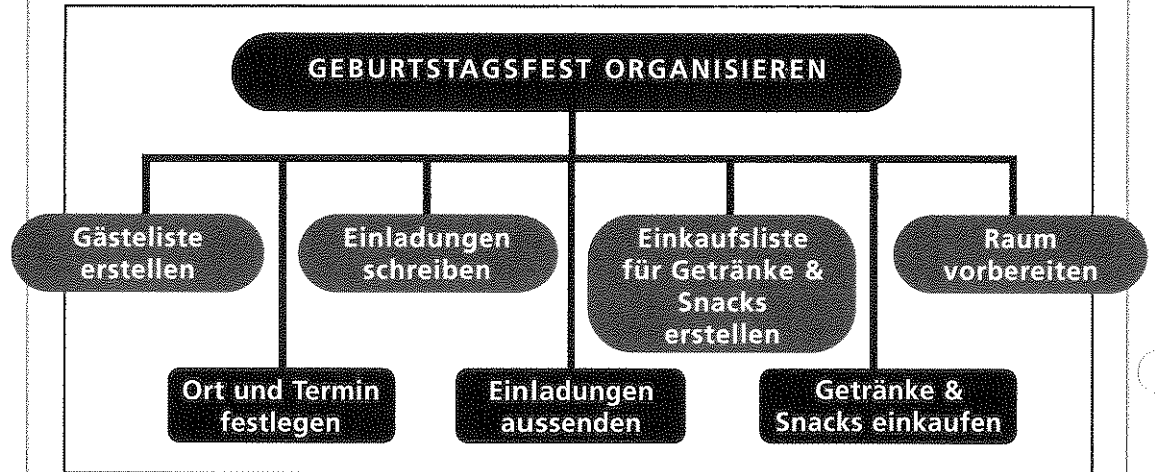 GEBURTSTAGSFEST ORGANISIEREN
Gästeliste
erstellen
Ort und Termin
festlegen
Einladungen
schreiben
Einladungen
aussenden
Einkaufsliste
für Getränke &
Snacks
erstellen
Getränke &
Snacks einkaufen
Raum
vorbereiten